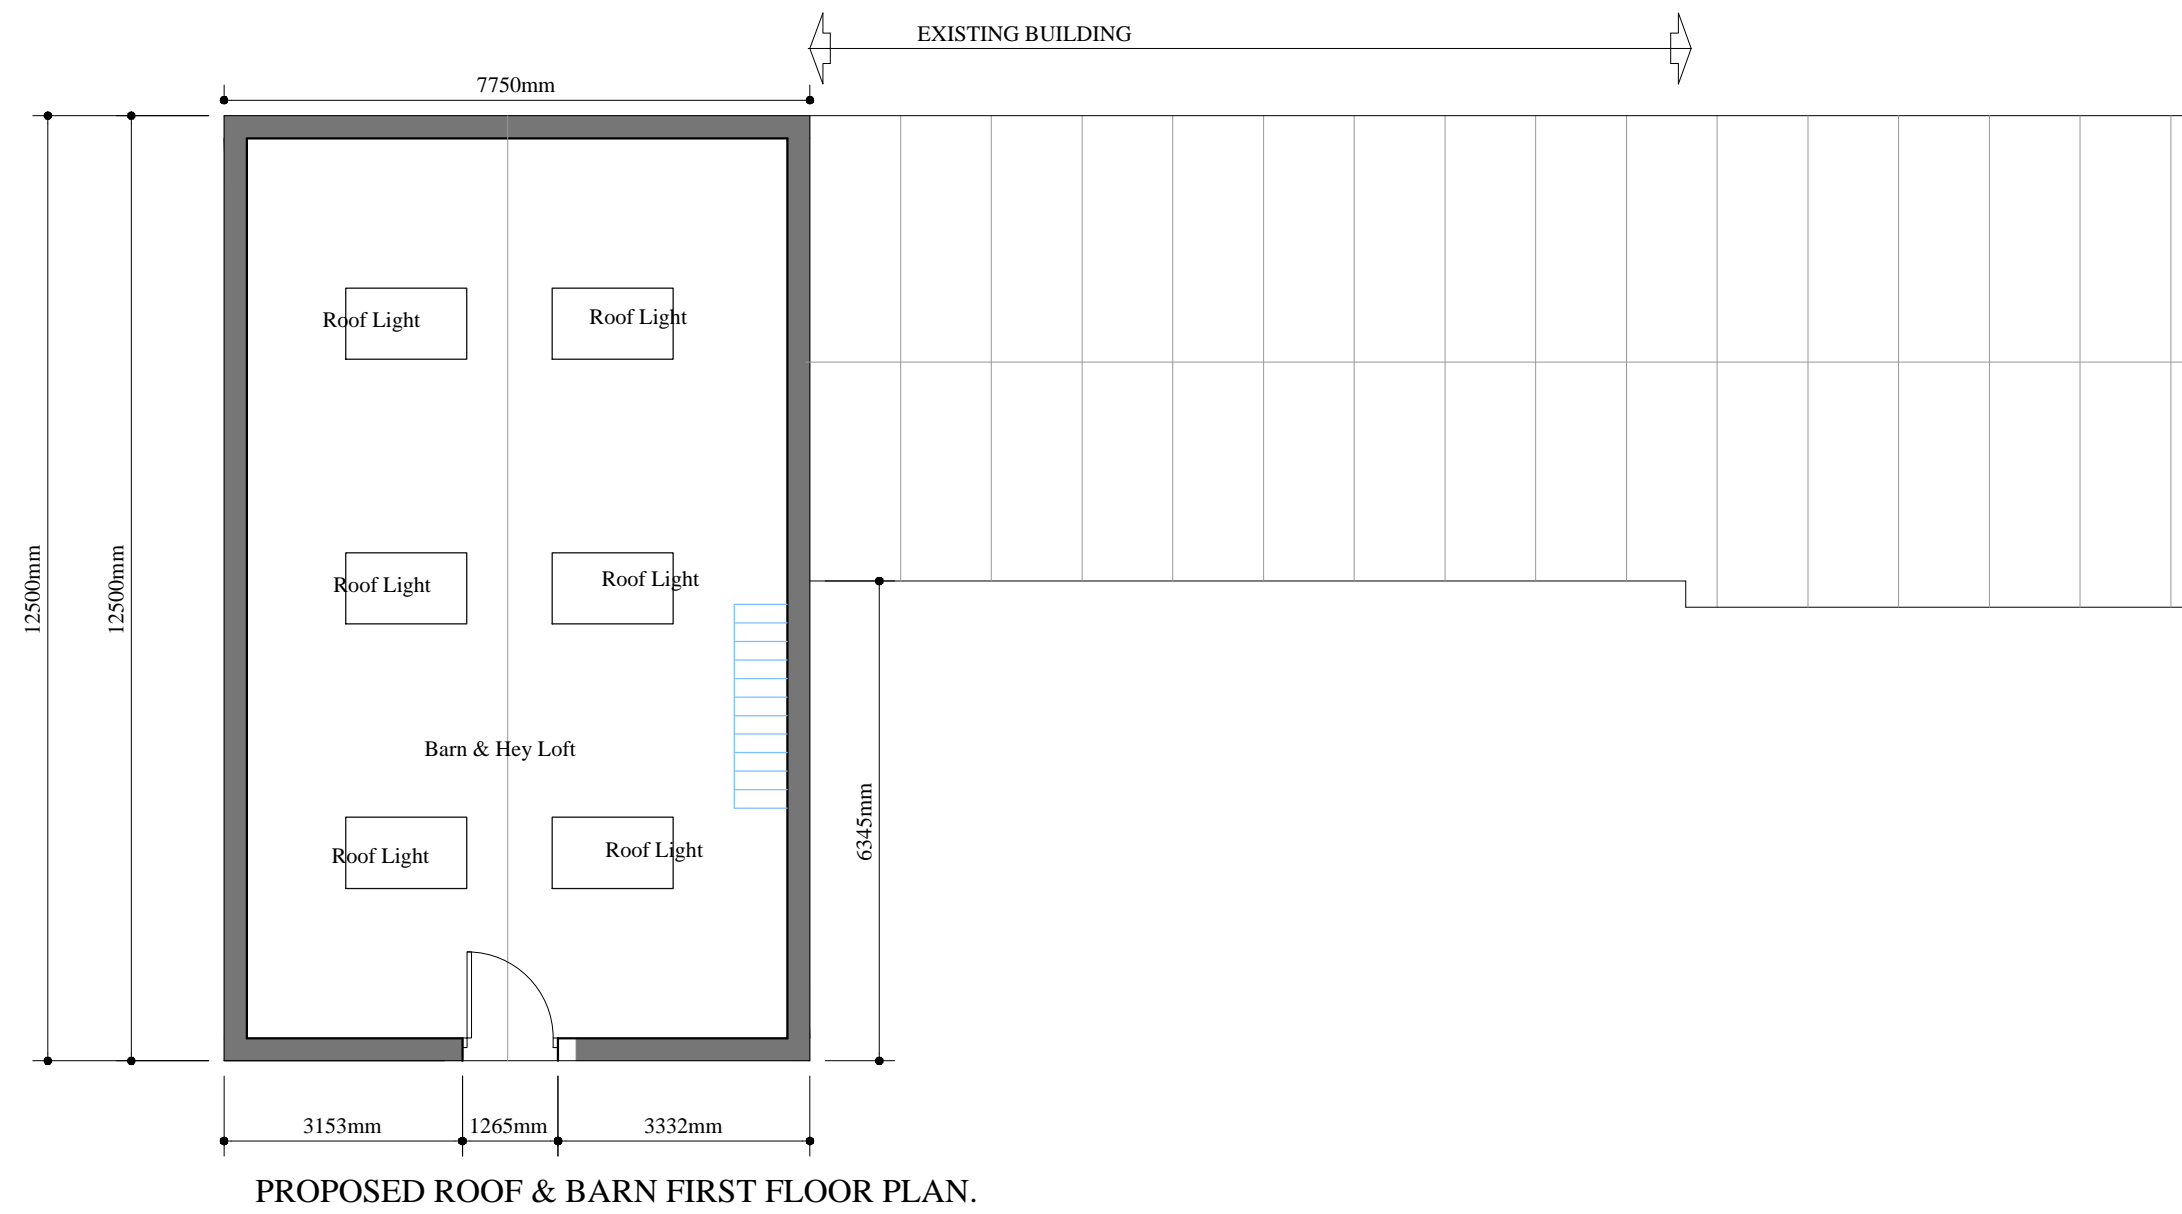 EXISTING BUILDING
7750mm
Roof Light
Roof Light
12500mm
12500mm
Roof Light
Roof Light
Barn & Hey Loft
6345mm
Roof Light
Roof Light
3153mm
1265mm
3332mm
PROPOSED ROOF & BARN FIRST FLOOR PLAN.